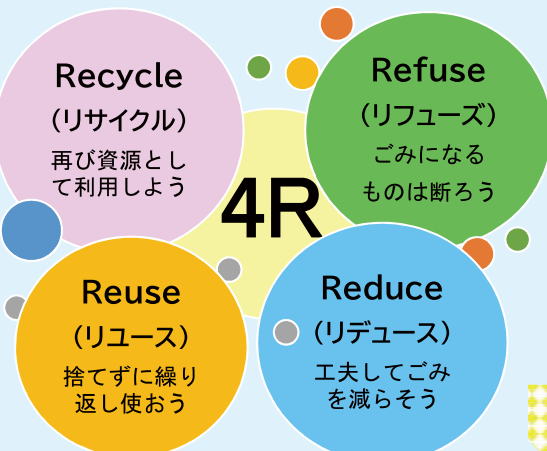 Recycle
(リサイクル)
再び資源とし
て利用しよう
Refuse
(リフューズ)
ごみになる
ものは断ろう
4R
Reuse
(リユース)
捨てずに繰り
返し使おう
Reduce
(リデュース)
工夫してごみ
を減らそう